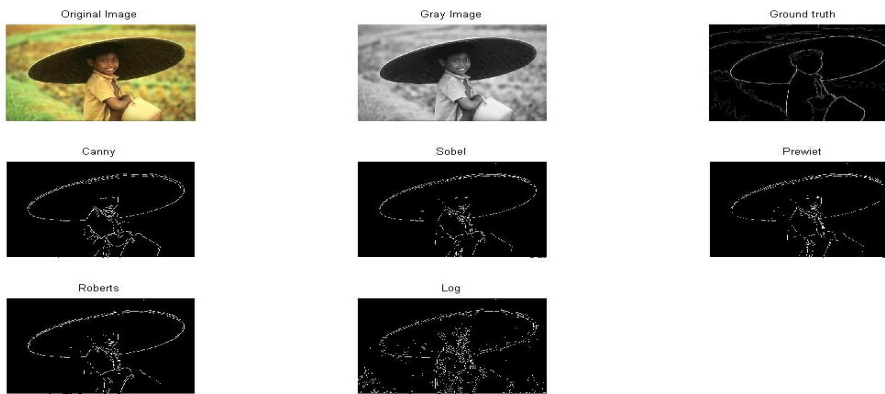 Original Image
Gray Image
Ground truth
Canny
Sobel
Prewiet
Roberts
Log